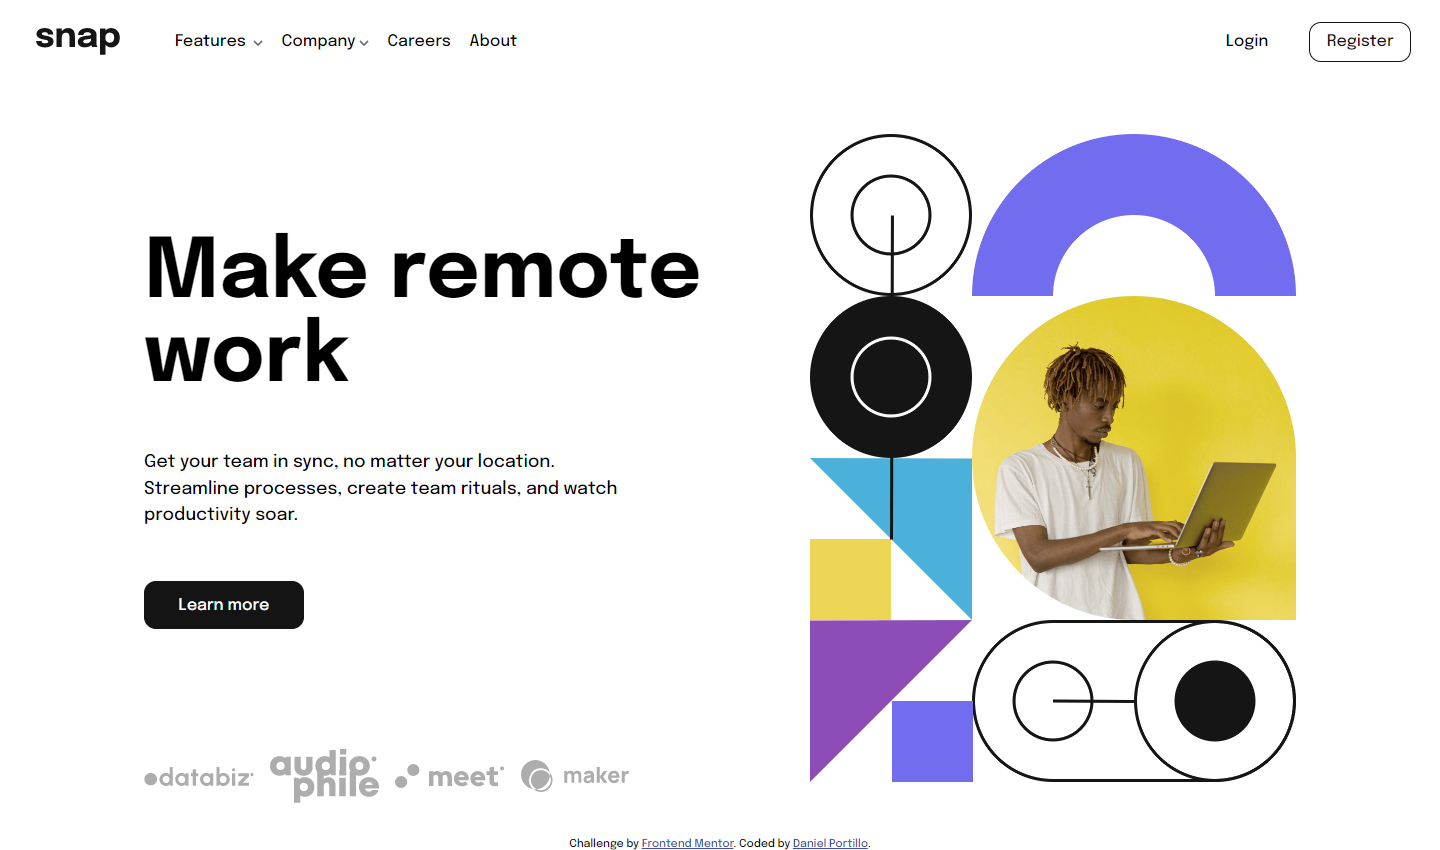 snap
Features Company Careers About Login Register
Make remote
work
Get your team in sync, no matter your location.
Streamline processes, create team rituals, and watch
productivity soar.
Learn more
databiz audiophile meet maker
Challenge by Frontend Mentor. Coded by Daniel Portillo.